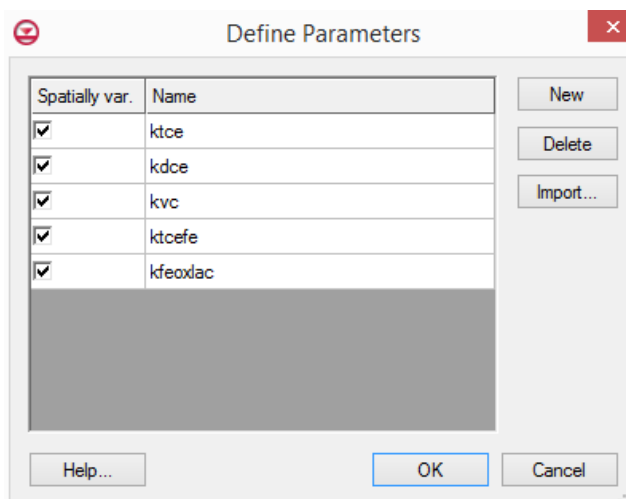 Define Parameters
Spatially var. Name
ktce
kdce
kvc
ktcefe
kfeoxlac
New
Delete
Import...
Help...
OK
Cancel